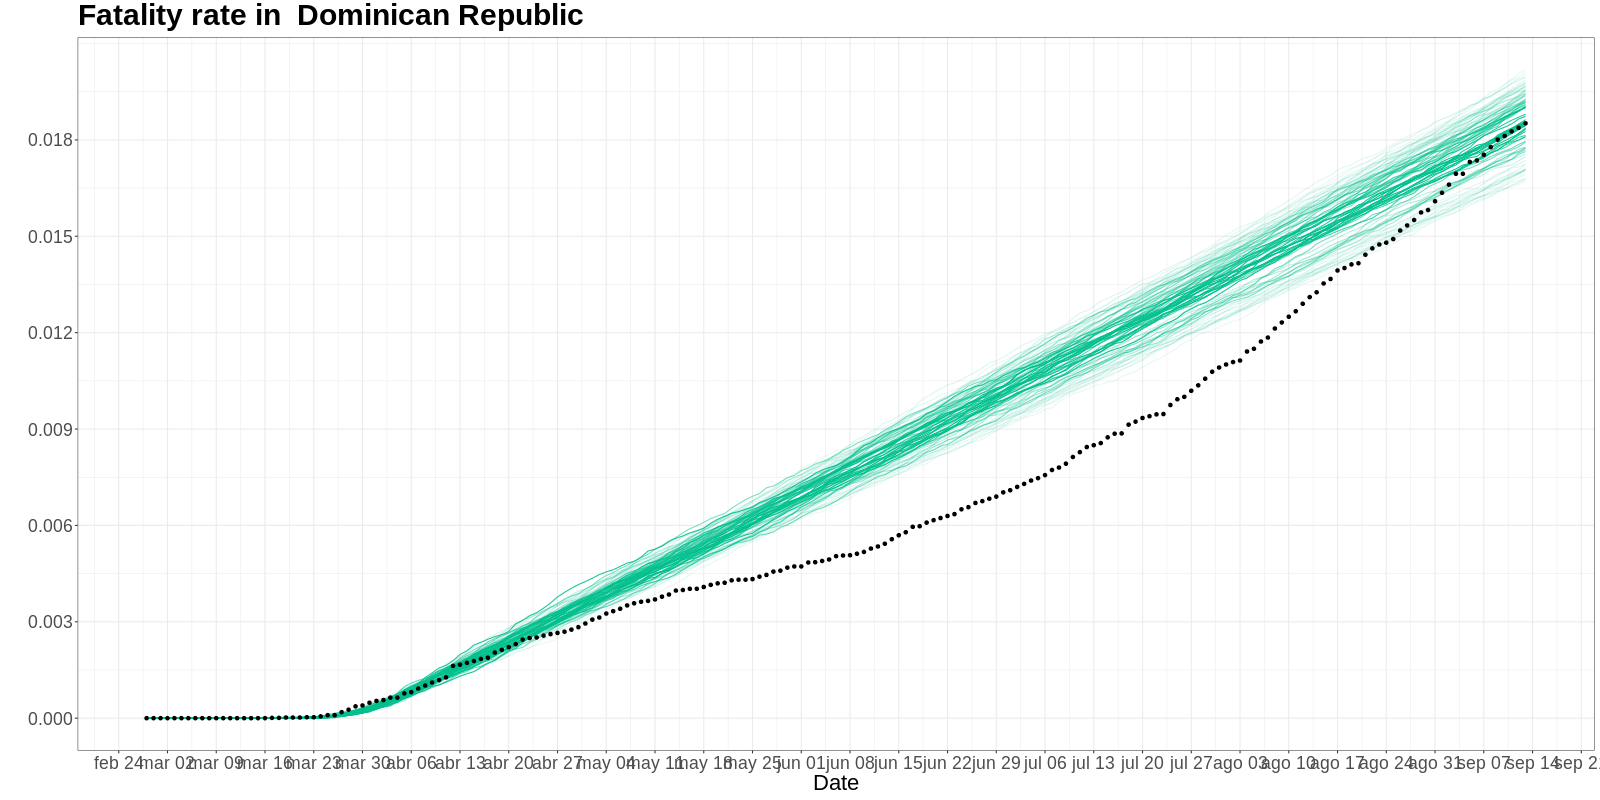 Fatality rate in  Dominican Republic
0.018
0.015
0.012
0.009
0.006
0.003
0.000
feb 24 mar 02 mar 09 mar 16 mar 23 mar 30 abr 06 abr 13 abr 20 abr 27 may 04 may 11 may 18 may 25 jun 01 jun 08 jun 15 jun 22 jun 29 jul 06 jul 13 jul 20 jul 27 ago 03 ago 10 ago 17 ago 24 ago 31 sep 07 sep 14 sep 21
Date